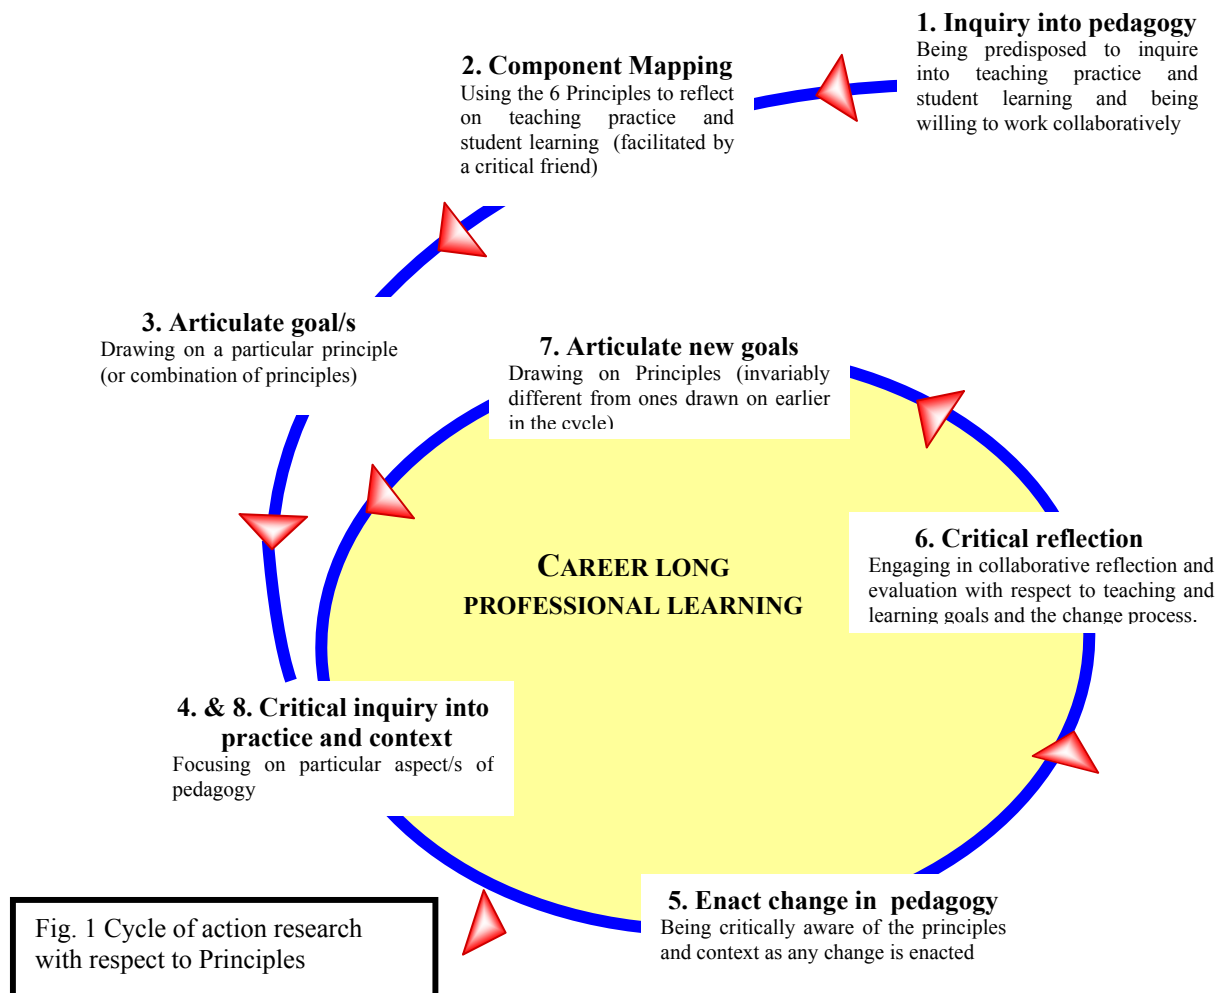 1. Inquiry into pedagogy
Being predisposed to inquire
into teaching practice and
student learning and being
willing to work collaboratively
2. Component Mapping
Using the 6 Principles to reflect
on teaching practice and
student learning (facilitated by
a critical friend)
3. Articulate goal/s
Drawing on a particular principle
(or combination of principles)
7. Articulate new goals
Drawing on Principles (invariably
different from ones drawn on earlier
in the cycle)
CAREER LONG
PROFESSIONAL LEARNING
6. Critical reflection
Engaging in collaborative reflection and
evaluation with respect to teaching and
learning goals and the change process.
4. & 8. Critical inquiry into
practice and context
Focusing on particular aspect/s of
pedagogy
5. Enact change in pedagogy
Being critically aware of the principles
and context as any change is enacted
Fig. 1 Cycle of action research
with respect to Principles